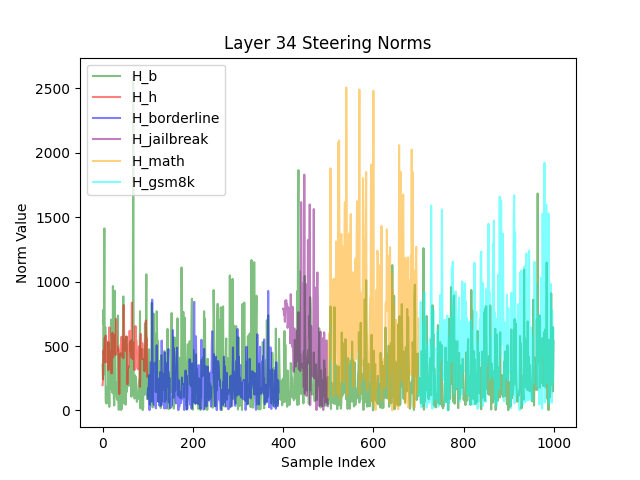 Layer 34 Steering Norms
H_b
H_h
H_borderline
H_jailbreak
H_math
H_gsm8k
2500
2000
1500
1000
500
0
Norm Value
0 200 400 600 800 1000
Sample Index